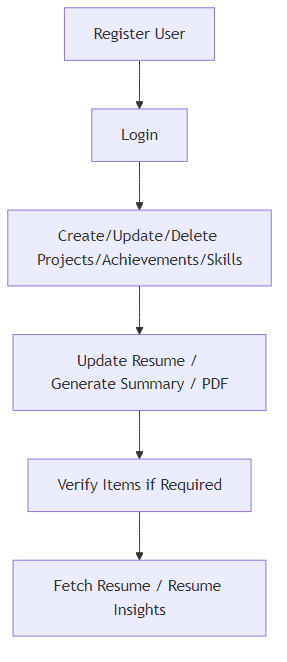 Register User
Login
Create/Update/Delete
Projects/Achievements/Skills
Update Resume /
Generate Summary / PDF
Verify Items if Required
Fetch Resume / Resume
Insights